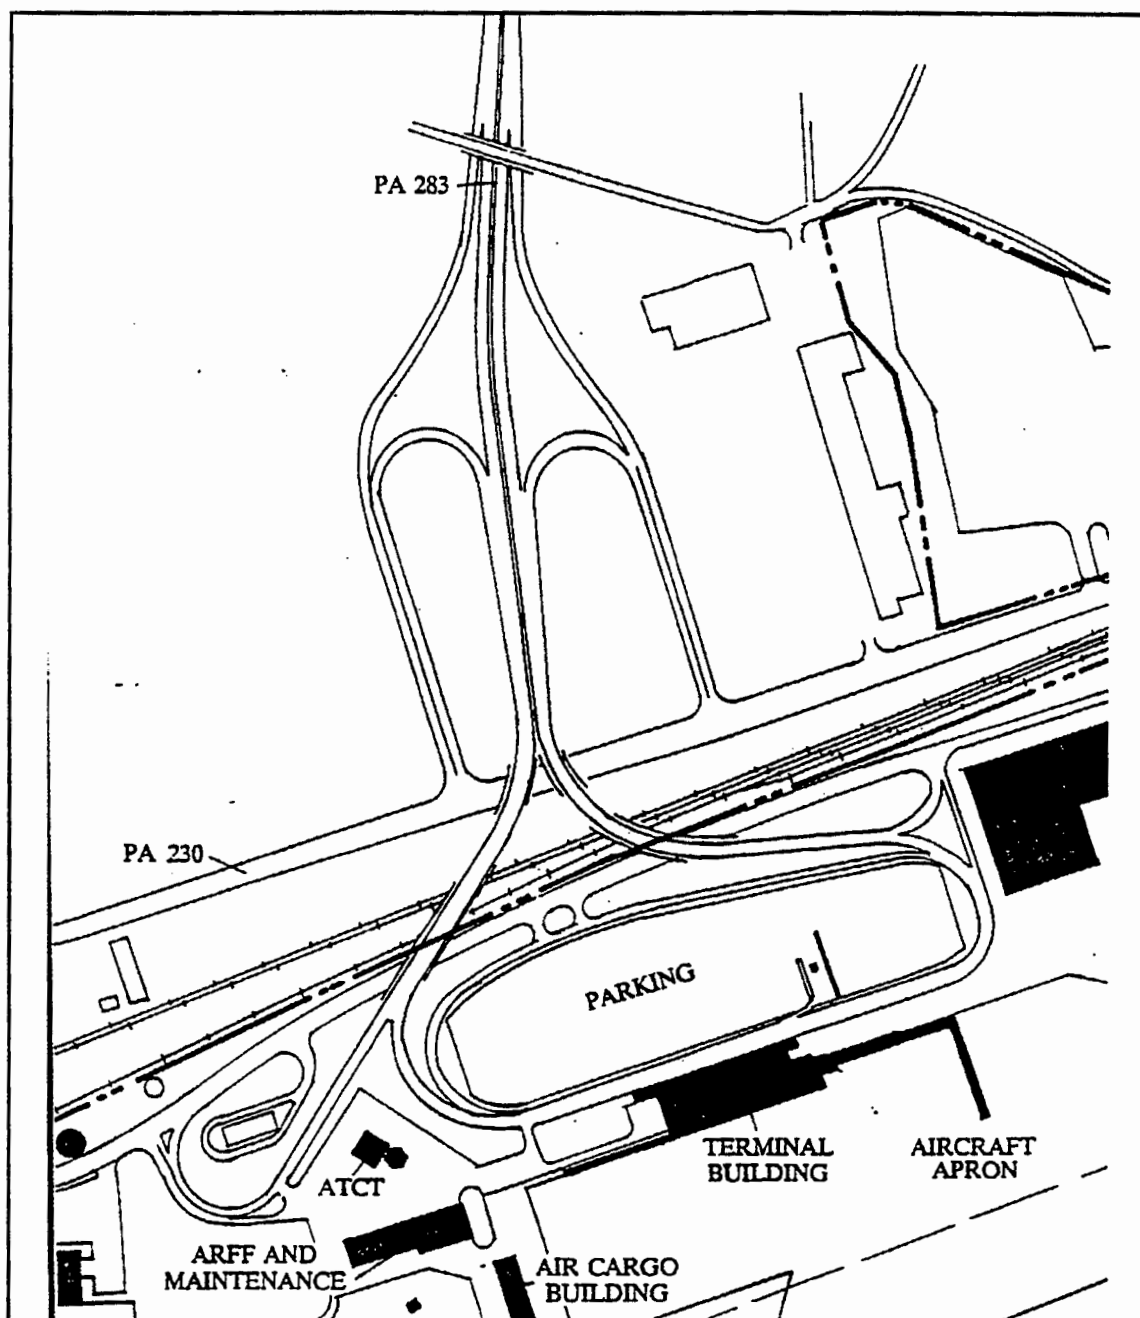 PA 283
PA 230
PARKING
TERMINAL
BUILDING
AIRCRAFT
APRON
ATCT
ARFF AND
MAINTENANCE
AIR CARGO
BUILDING